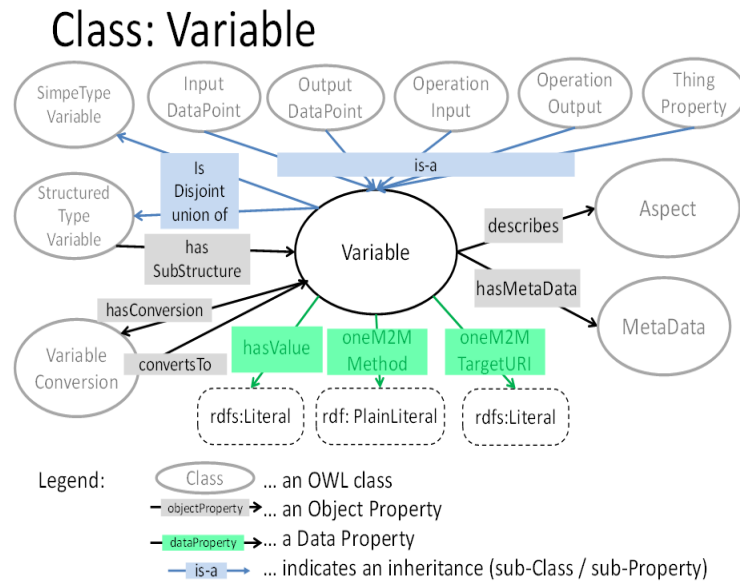 Class: Variable
SimpeType
Variable
Input
DataPoint
Output
DataPoint
Operation
Input
Operation
Output
Thing
Property
is-a
Is
Disjoint
union of
Structured
Type
Variable
has
SubStructure
Variable
describes
Aspect
hasMetaData
MetaData
hasConversion
convertsTo
Variable
Conversion
hasValue
oneM2M
Method
oneM2M
TargetURI
rdfs:Literal
rdf: PlainLiteral
rdfs:Literal
Legend:
Class
... an OWL class
objectProperty
... an Object Property
dataProperty
... a Data Property
is-a
... indicates an inheritance (sub-Class / sub-Property)